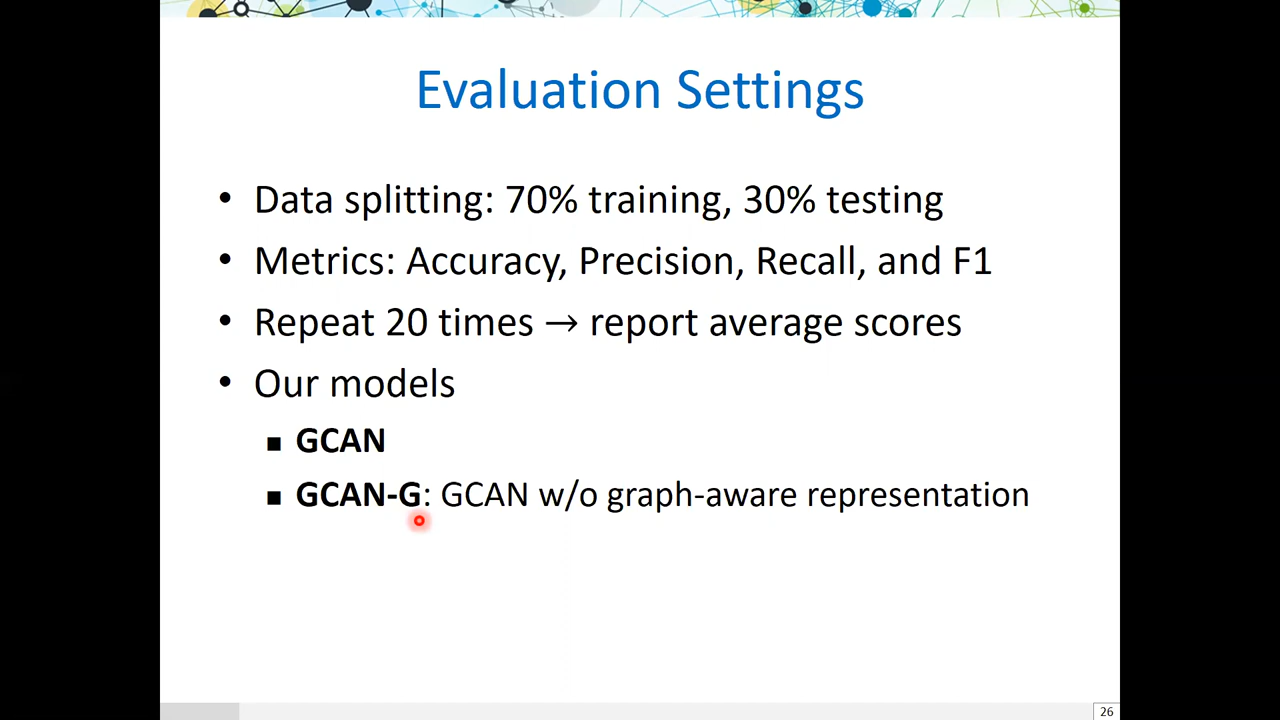 Evaluation Settings
• Data splitting: 70% training, 30% testing
• Metrics: Accuracy, Precision, Recall, and F1
• Repeat 20 times → report average scores
• Our models
▪ GCAN
▪ GCAN-G: GCAN w/o graph-aware representation
26